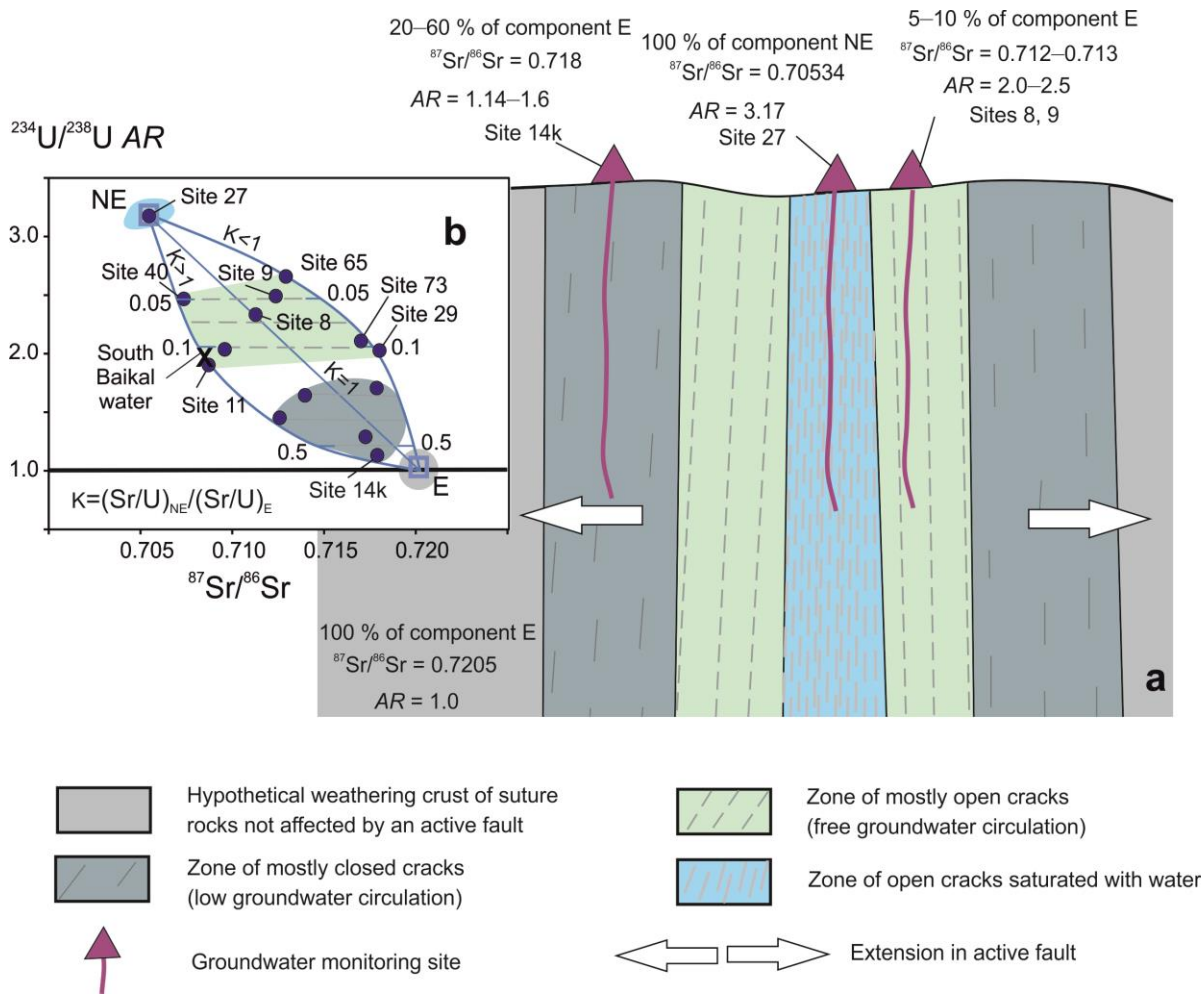 20–60 % of component E
⁸⁷Sr/⁸⁶Sr = 0.718
AR = 1.14–1.6
Site 14k
100 % of component NE
⁸⁷Sr/⁸⁶Sr = 0.70534
AR = 3.17
Site 27
5–10 % of component E
⁸⁷Sr/⁸⁶Sr = 0.712–0.713
AR = 2.0–2.5
Sites 8, 9
²³⁴U/²³⁸U AR
NE
Site 27
b
3.0
K<1
K>1
Site 40
Site 9
Site 65
0.05
0.05
Site 73
Site 8
Site 29
2.0
0.1
0.1
South
Baikal
water
X
K=1
Site 11
0.5
0.5
1.0
Site 14k
E
K=(Sr/U)NE/(Sr/U)E
0.705
0.710
0.715
0.720
⁸⁷Sr/⁸⁶Sr
100 % of component E
⁸⁷Sr/⁸⁶Sr = 0.7205
AR = 1.0
a
Hypothetical weathering crust of suture
rocks not affected by an active fault
Zone of mostly closed cracks
(low groundwater circulation)
Groundwater monitoring site
Zone of mostly open cracks
(free groundwater circulation)
Zone of open cracks saturated with water
Extension in active fault